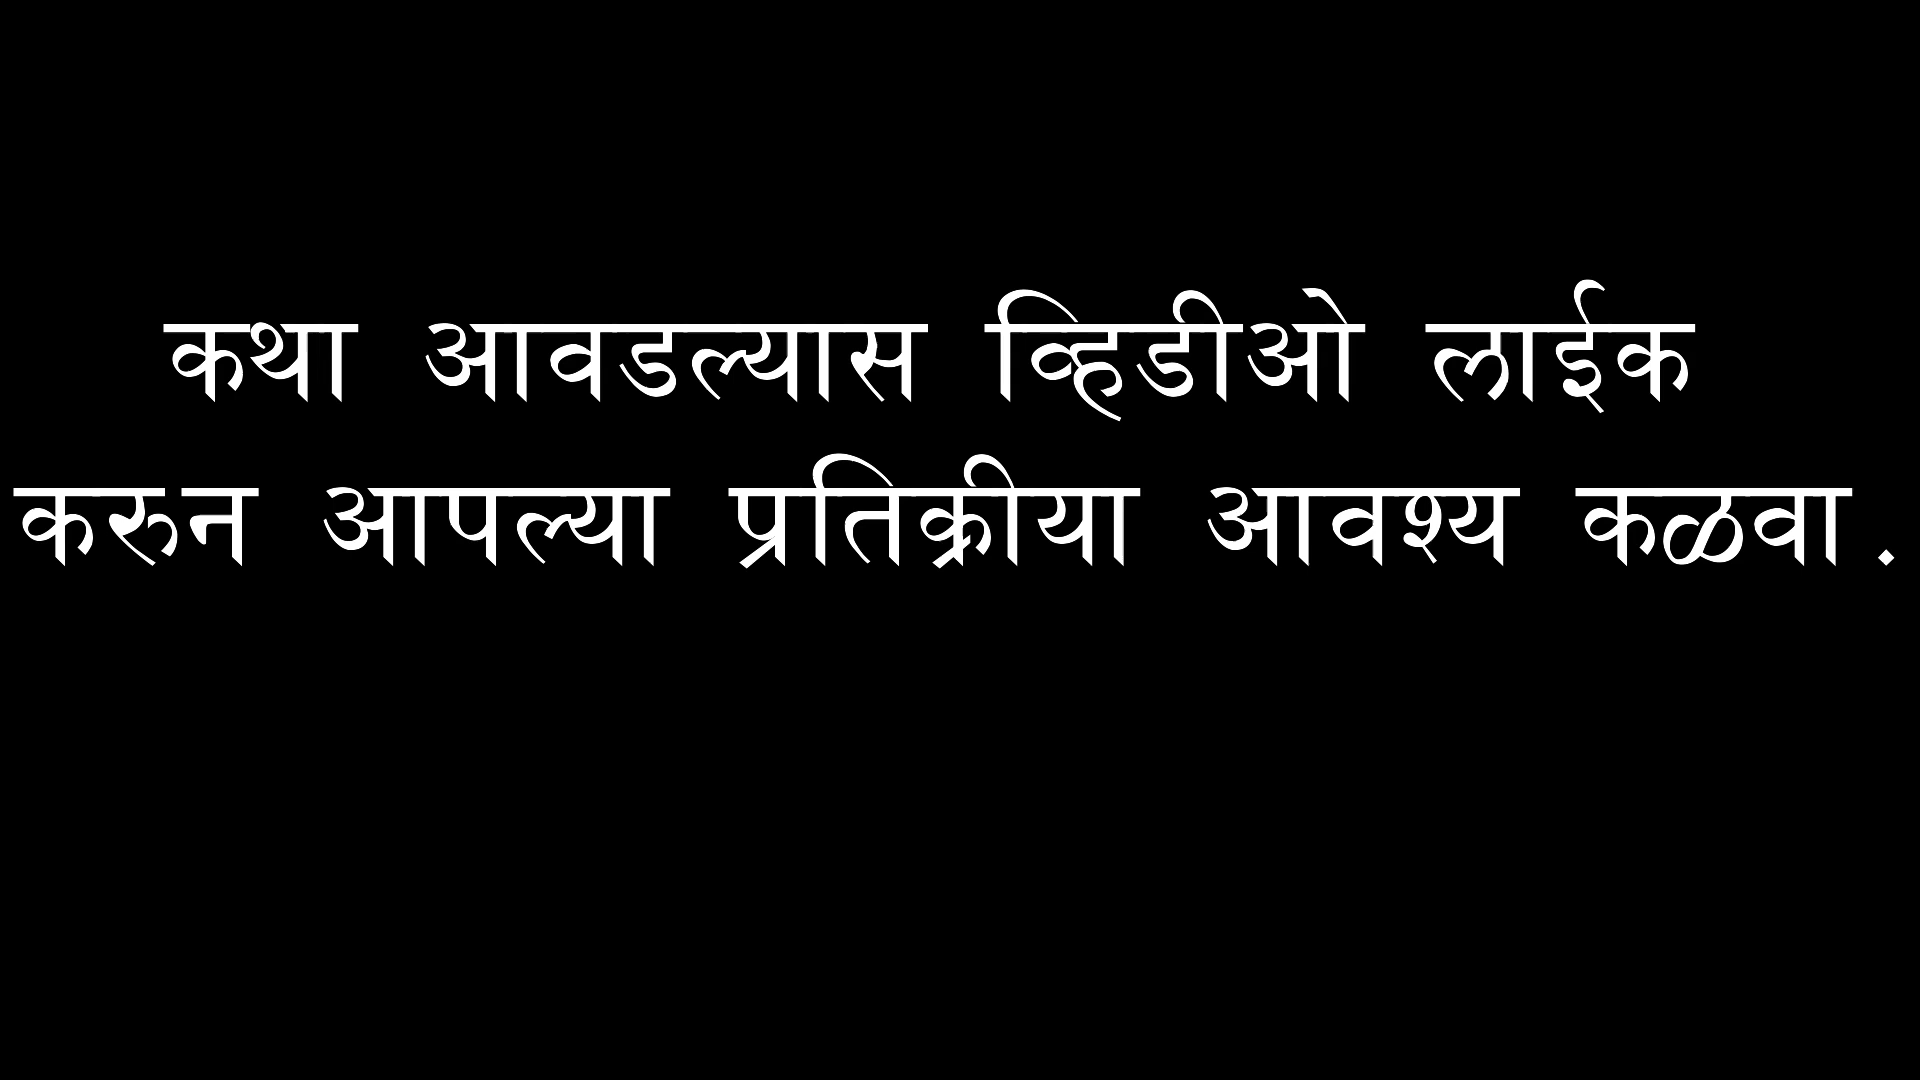 कथा आवडल्यास व्हिडीओ लाईक
करुन आपल्या प्रतिक्रीया आवश्य कळवा.